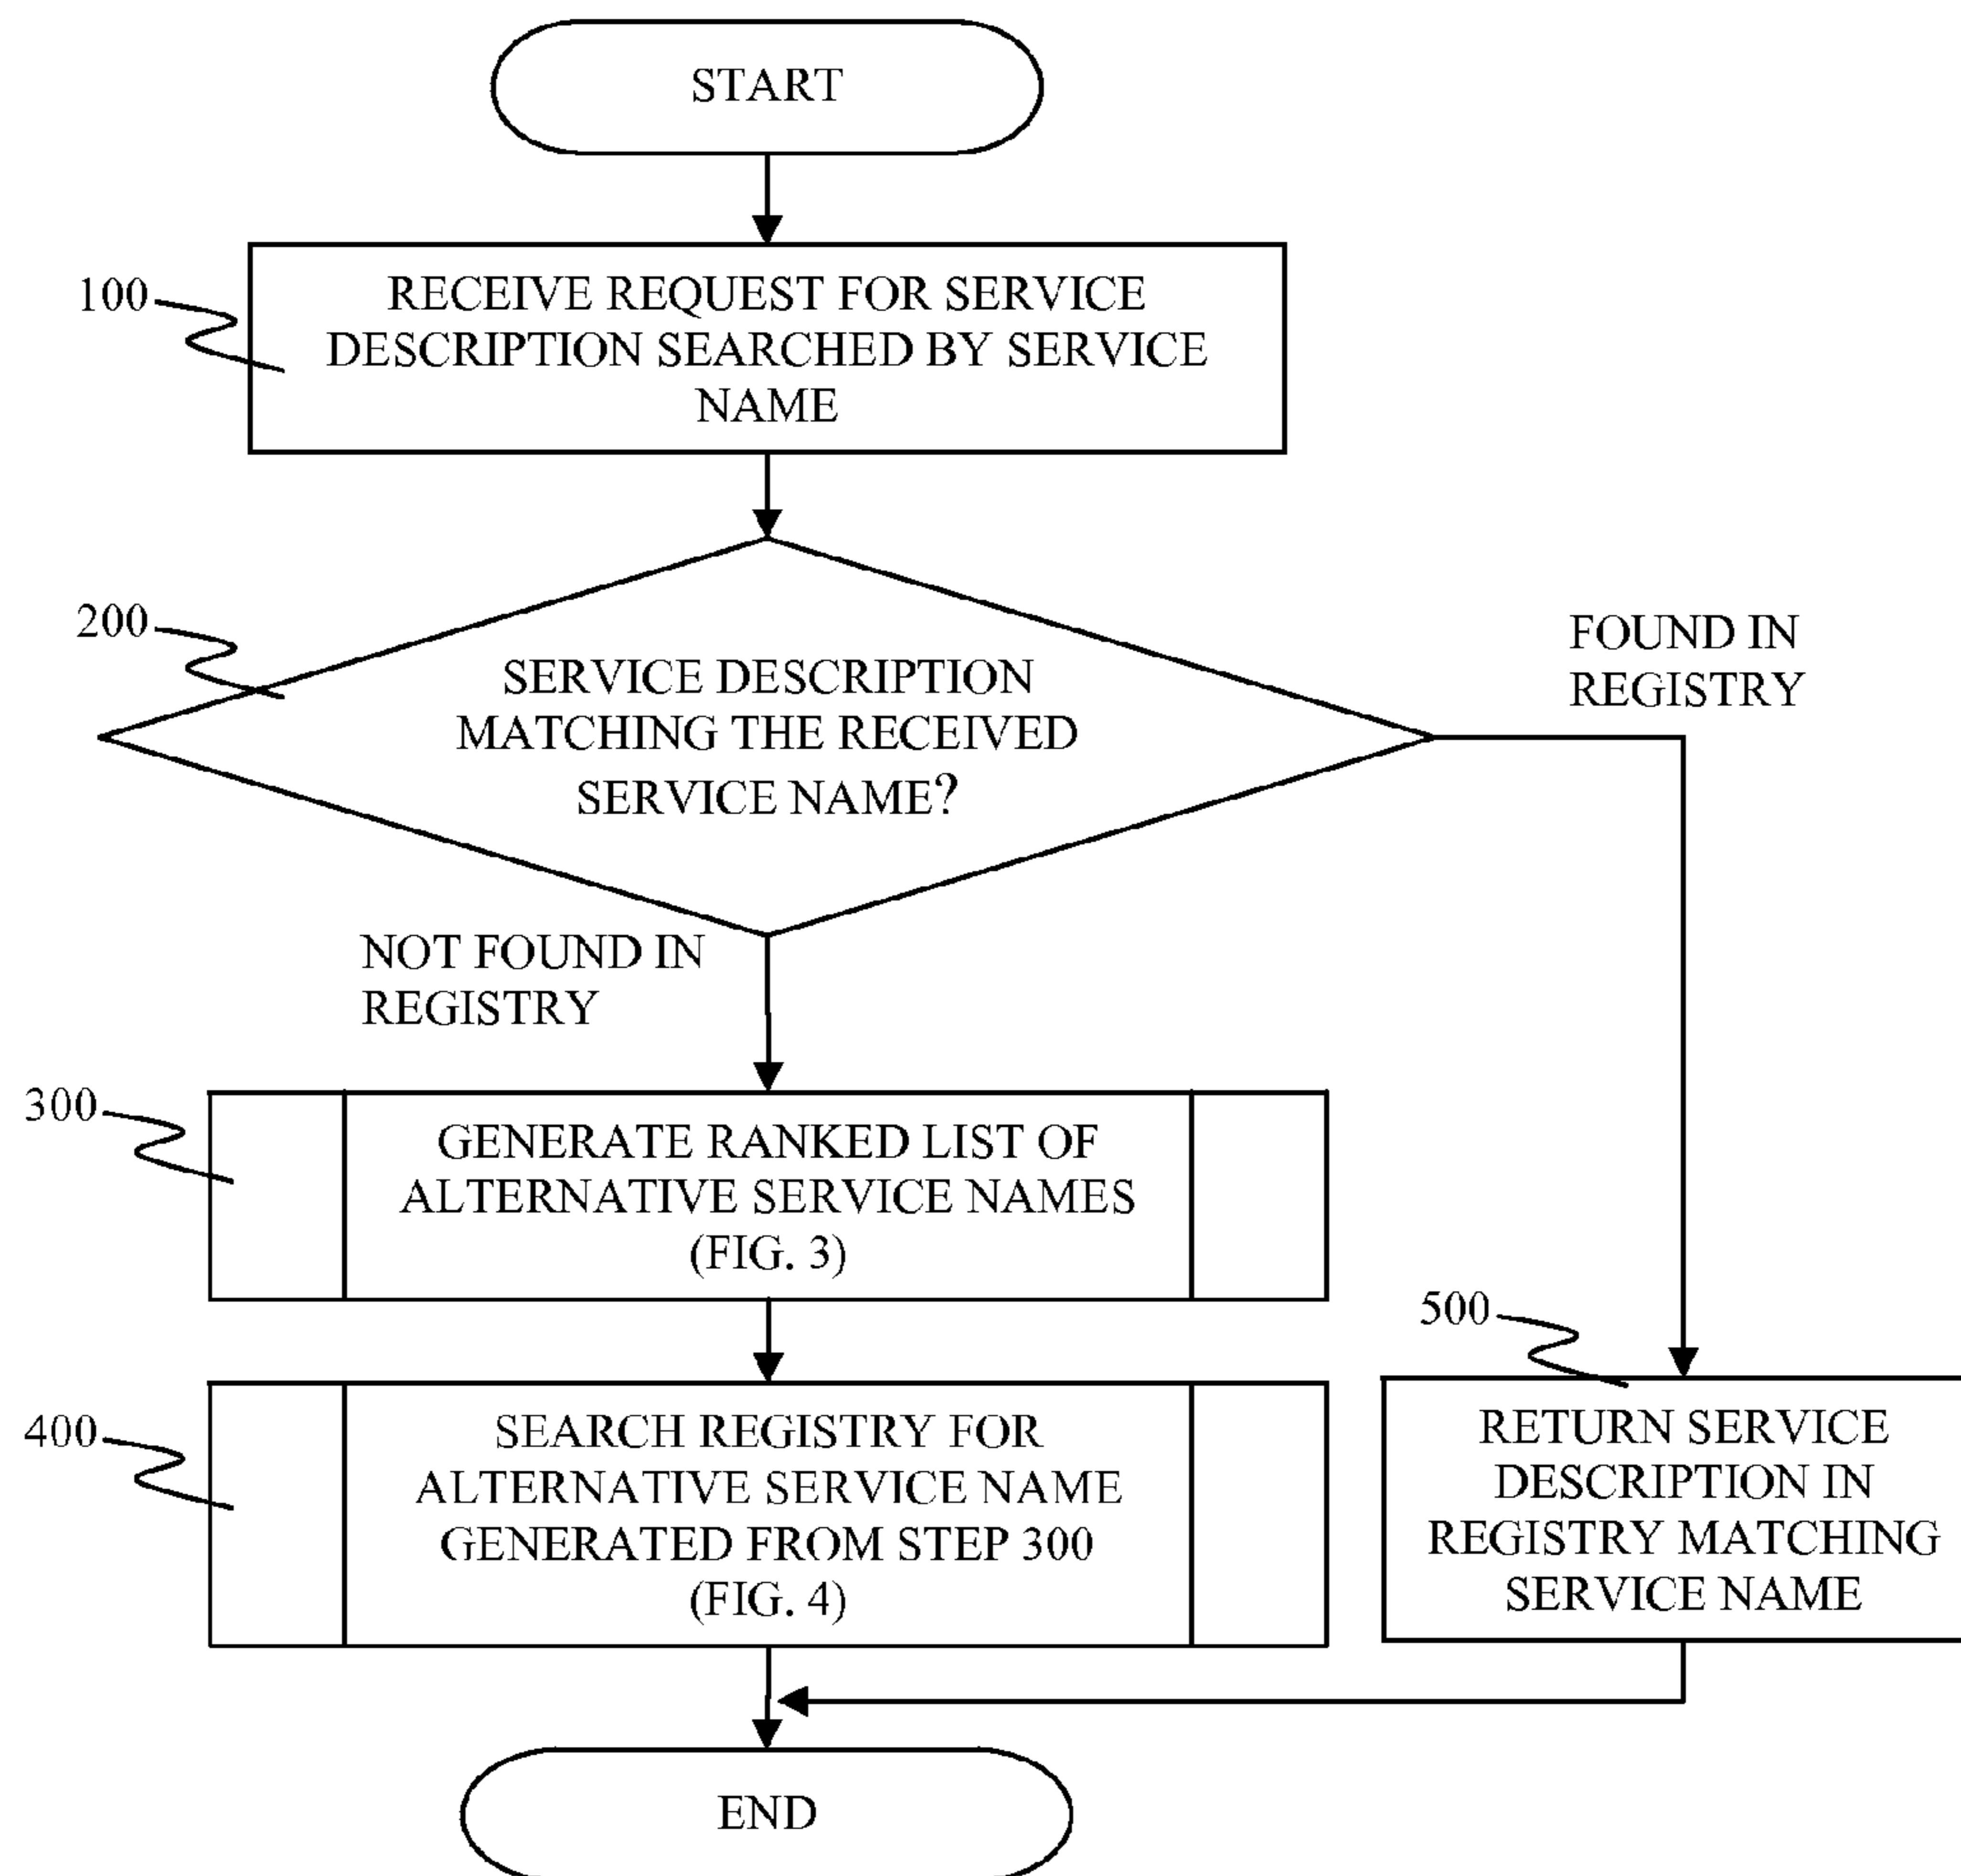 START
100
RECEIVE REQUEST FOR SERVICE
DESCRIPTION SEARCHED BY SERVICE
NAME
200
SERVICE DESCRIPTION
MATCHING THE RECEIVED
SERVICE NAME?
FOUND IN
REGISTRY
NOT FOUND IN
REGISTRY
300
GENERATE RANKED LIST OF
ALTERNATIVE SERVICE NAMES
(FIG. 3)
400
SEARCH REGISTRY FOR
ALTERNATIVE SERVICE NAME
GENERATED FROM STEP 300
(FIG. 4)
500
RETURN SERVICE
DESCRIPTION IN
REGISTRY MATCHING
SERVICE NAME
END